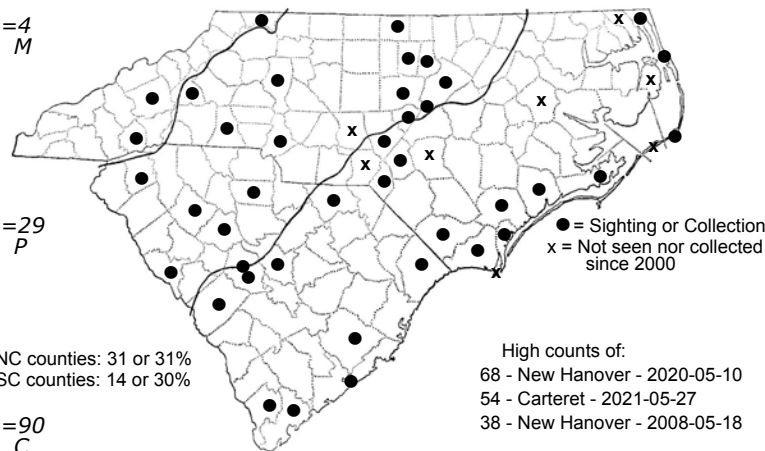 =4
M
=29
P
● = Sighting or Collection
x = Not seen nor collected
since 2000
NC counties: 31 or 31%
SC counties: 14 or 30%
High counts of:
68 - New Hanover - 2020-05-10
54 - Carteret - 2021-05-27
38 - New Hanover - 2008-05-18
=90
C